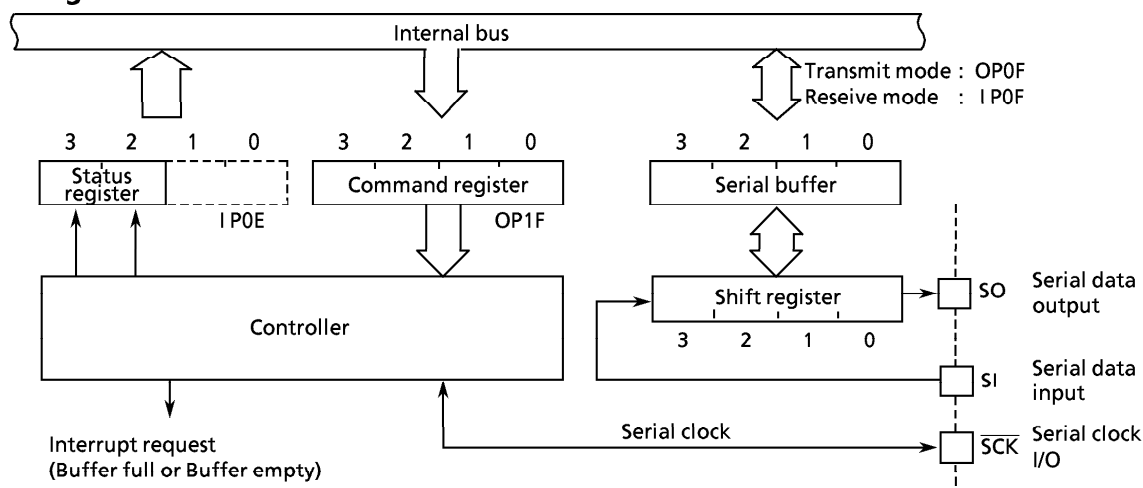 Internal bus
Transmit mode : OP0F
Reseive mode : IP0F
3 2 1 0
3 2 1 0
3 2 1 0
Status
register
Command register
Serial buffer
IP0E
OP1F
Controller
Shift register
3 2 1 0
SO
Serial data
output
SI
Serial data
input
Serial clock
SCK
Serial clock
I/O
Interrupt request
(Buffer full or Buffer empty)